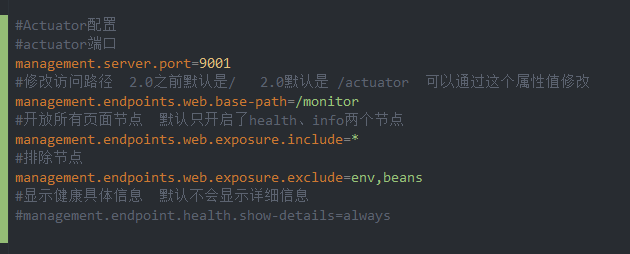 #Actuator配置
#actuator端口
management.server.port=9001
#修改访问路径  2.0之前默认是/   2.0默认是 /actuator  可以通过这个属性值修改
management.endpoints.web.base-path=/monitor
#开放所有页面节点  默认只开启了health、info两个节点
management.endpoints.web.exposure.include=*
#排除节点
management.endpoints.web.exposure.exclude=env,beans
#显示健康具体信息  默认不会显示详细信息
#management.endpoint.health.show-details=always